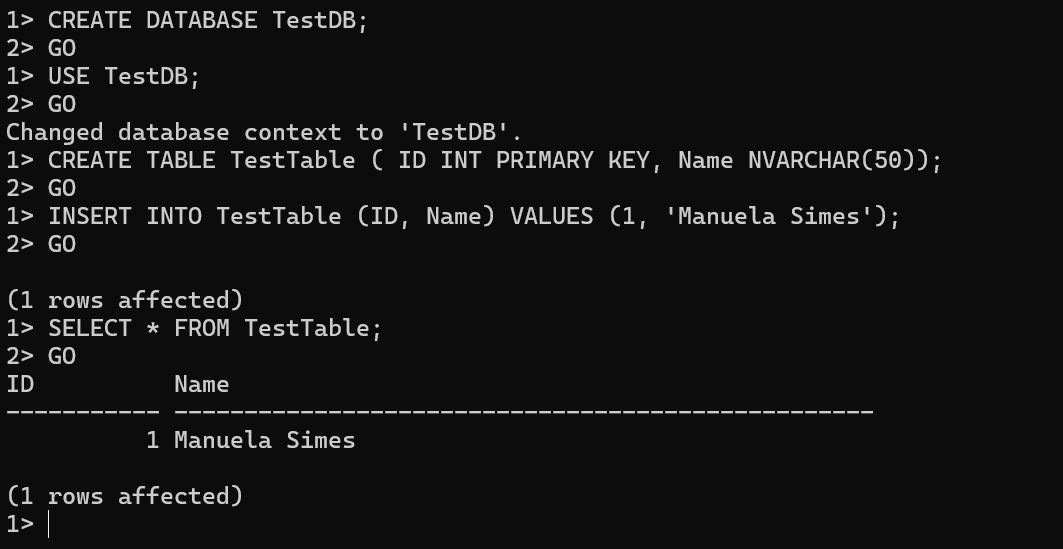 1> CREATE DATABASE TestDB;
2> GO
1> USE TestDB;
2> GO
Changed database context to 'TestDB'.
1> CREATE TABLE TestTable ( ID INT PRIMARY KEY, Name NVARCHAR(50));
2> GO
1> INSERT INTO TestTable (ID, Name) VALUES (1, 'Manuela Simes');
2> GO
(1 rows affected)
1> SELECT * FROM TestTable;
2> GO
ID          Name
----------- --------------------------------------------------
          1 Manuela Simes
(1 rows affected)
1>